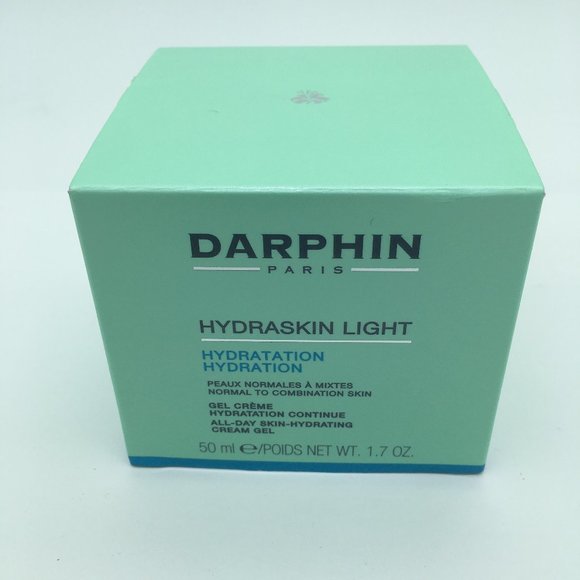 DARPHIN
PARIS
HYDRASKIN LIGHT
HYDRATATION
HYDRATION
PEAUX NORMALES À MIXTES
NORMAL TO COMBINATION SKIN
GEL CRÈME
HYDRATATION CONTINUE
ALL-DAY SKIN-HYDRATING
CREAM GEL
50 ml ℮/POIDS NET WT. 1.7 OZ.